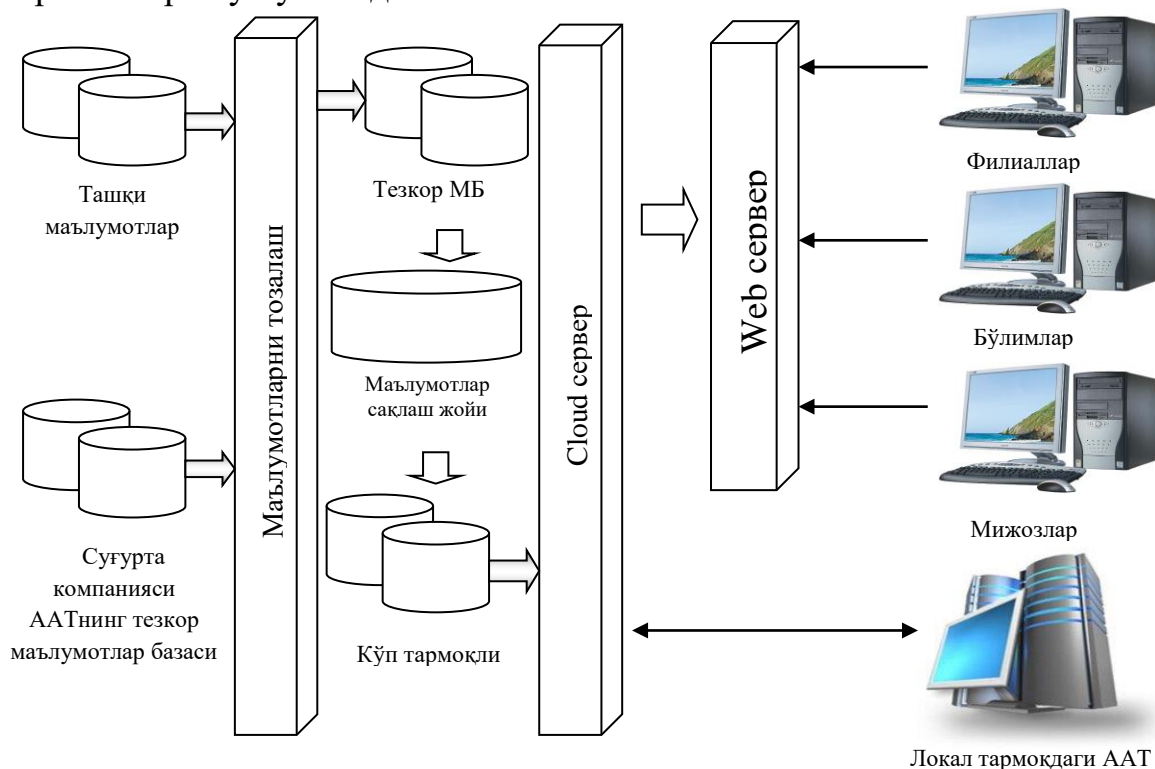 Ташқи
маълумотлар
Суғурта
компанияси
ААТнинг тезкор
маълумотлар базаси
Маълумотларни тозалаш
Тезкор МБ
Маълумотлар
сақлаш жойи
Кўп тармоқли
Cloud сервер
Web сервер
Филиаллар
Бўлимлар
Мижозлар
Локал тармоқдаги ААТ